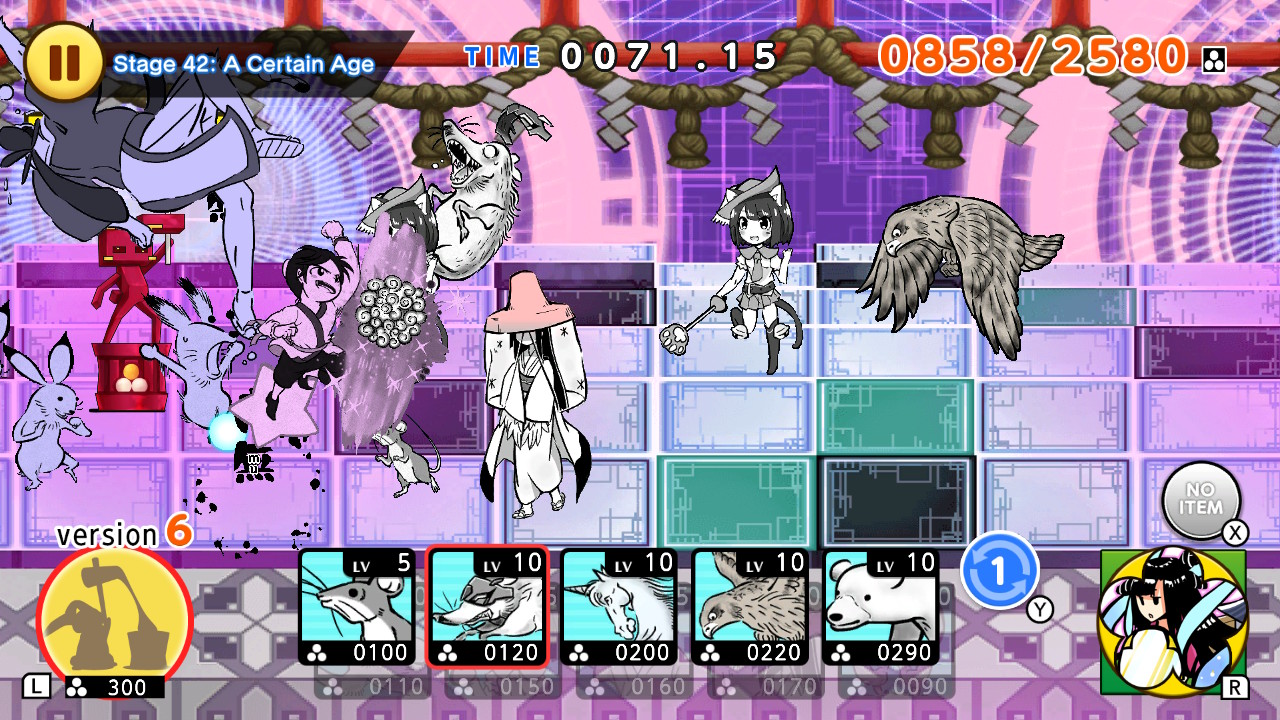 Stage 42: A Certain Age
TIME 0071.15
0858/2580
NO
ITEM
X
version 6
LV 5
LV 10
LV 10
LV 10
LV 10
1
Y
0100
0120
0200
0220
0290
L
300
0110
0150
0160
0170
0090
R